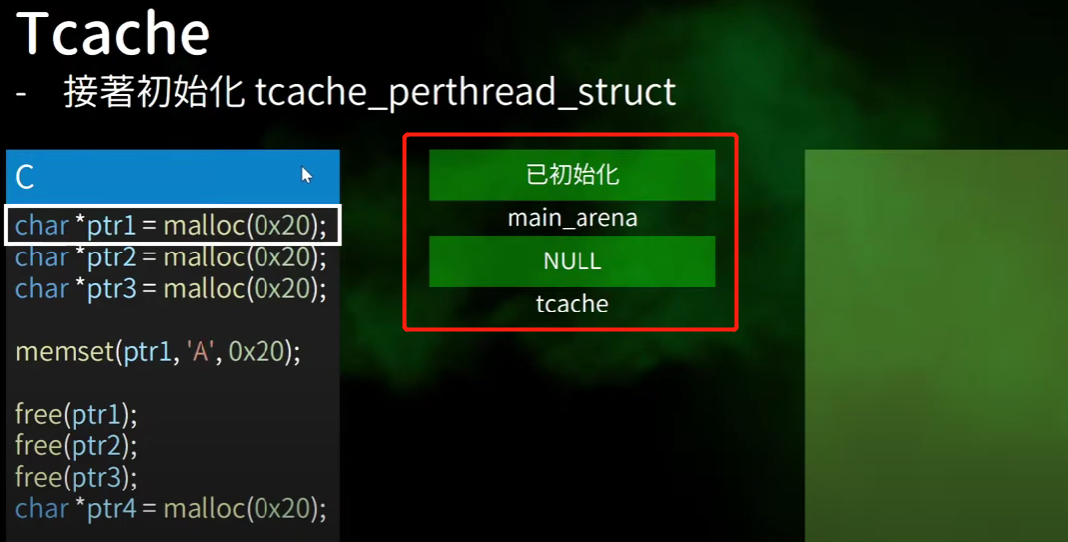 Tcache
- 接著初始化 tcache_perthread_struct
C
char *ptr1 = malloc(0x20);
char *ptr2 = malloc(0x20);
char *ptr3 = malloc(0x20);
memset(ptr1, 'A', 0x20);
free(ptr1);
free(ptr2);
free(ptr3);
char *ptr4 = malloc(0x20);
已初始化
main_arena
NULL
tcache